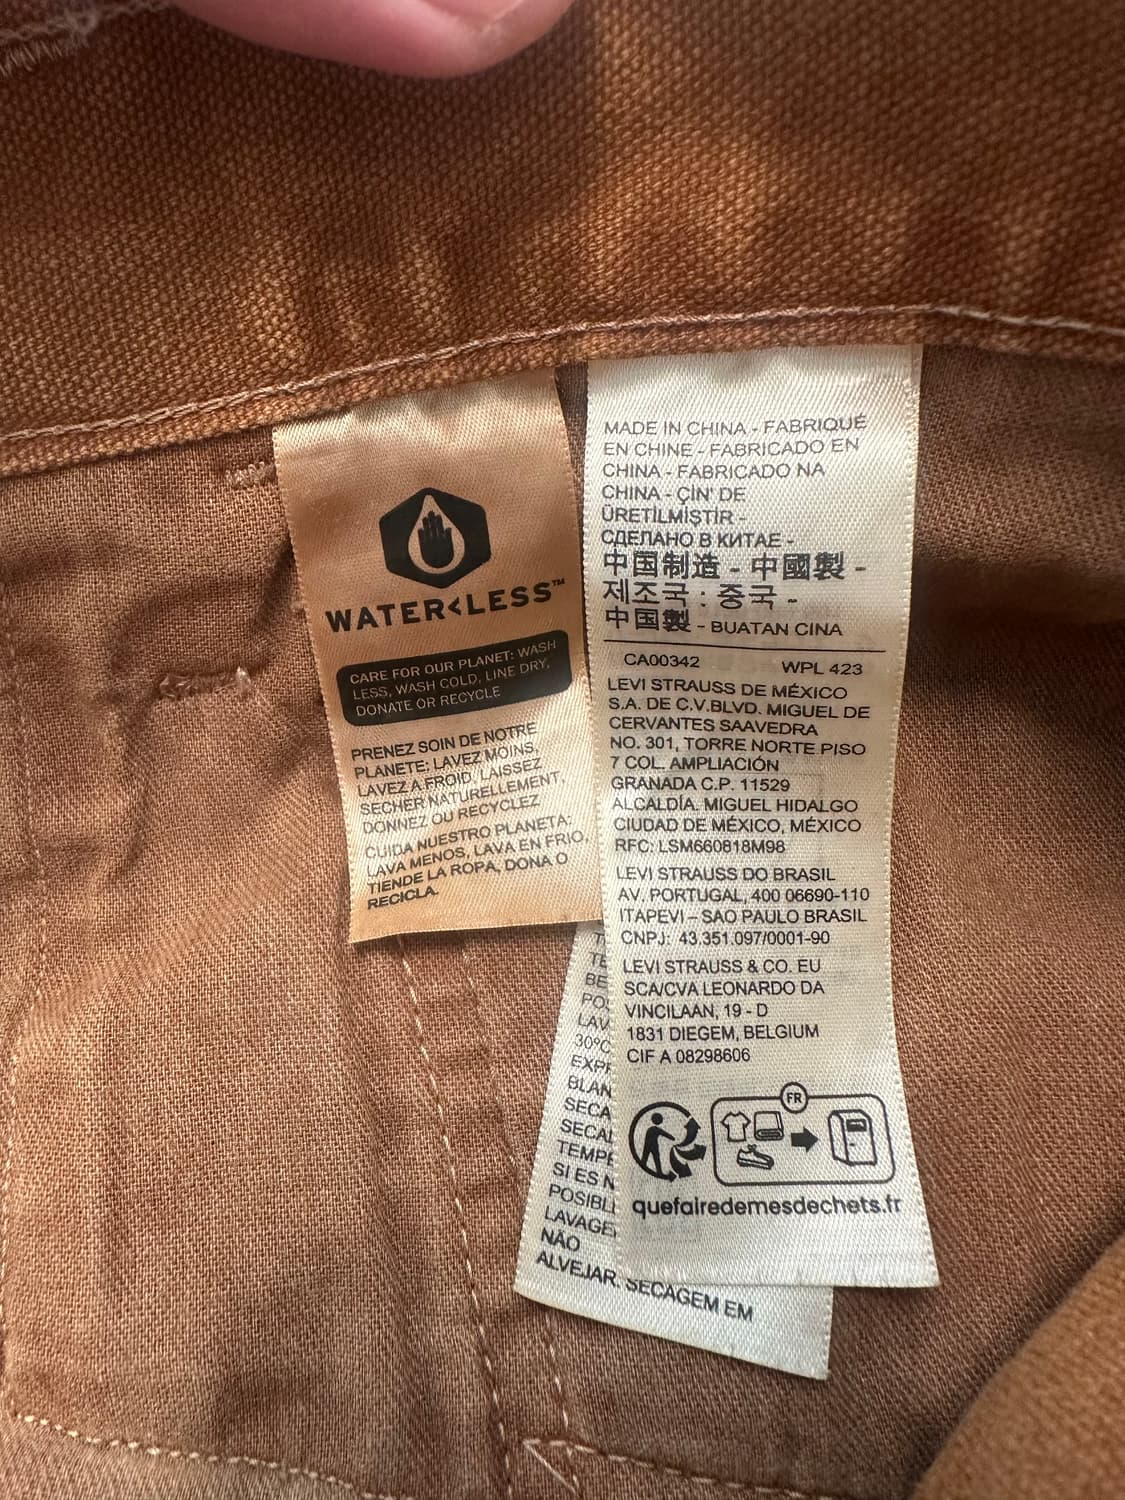 WATER<LESS™
CARE FOR OUR PLANET: WASH
LESS, WASH COLD, LINE DRY,
DONATE OR RECYCLE
PRENEZ SOIN DE NOTRE
PLANETE: LAVEZ MOINS,
LAVEZ A FROID, LAISSEZ
SECHER NATURELLEMENT,
DONNEZ OU RECYCLEZ
CUIDA NUESTRO PLANETA:
LAVA MENOS, LAVA EN FRIO,
TIENDE LA ROPA, DONA O
RECICLA.
MADE IN CHINA - FABRIQUÉ
EN CHINE - FABRICADO EN
CHINA - FABRICADO NA
CHINA - ÇIN' DE
ÜRETİLMİŞTİR -
СДЕЛАНО В КИТАЕ -
中国制造 - 中國製 -
제조국 : 중국 -
中国製 - BUATAN CINA
CA00342 WPL 423
LEVI STRAUSS DE MÉXICO
S.A. DE C.V.BLVD. MIGUEL DE
CERVANTES SAAVEDRA
NO. 301, TORRE NORTE PISO
7 COL. AMPLIACIÓN
GRANADA C.P. 11529
ALCALDÍA. MIGUEL HIDALGO
CIUDAD DE MÉXICO, MÉXICO
RFC: LSM660818M98
LEVI STRAUSS DO BRASIL
AV. PORTUGAL, 400 06690-110
ITAPEVI – SAO PAULO BRASIL
CNPJ: 43.351.097/0001-90
LEVI STRAUSS & CO. EU
SCA/CVA LEONARDO DA
VINCILAAN, 19 - D
1831 DIEGEM, BELGIUM
CIF A 08298606
FR
quefairedemesdechets.fr
SI ES
NÃO
ALVEJAR. SECAGEM EM